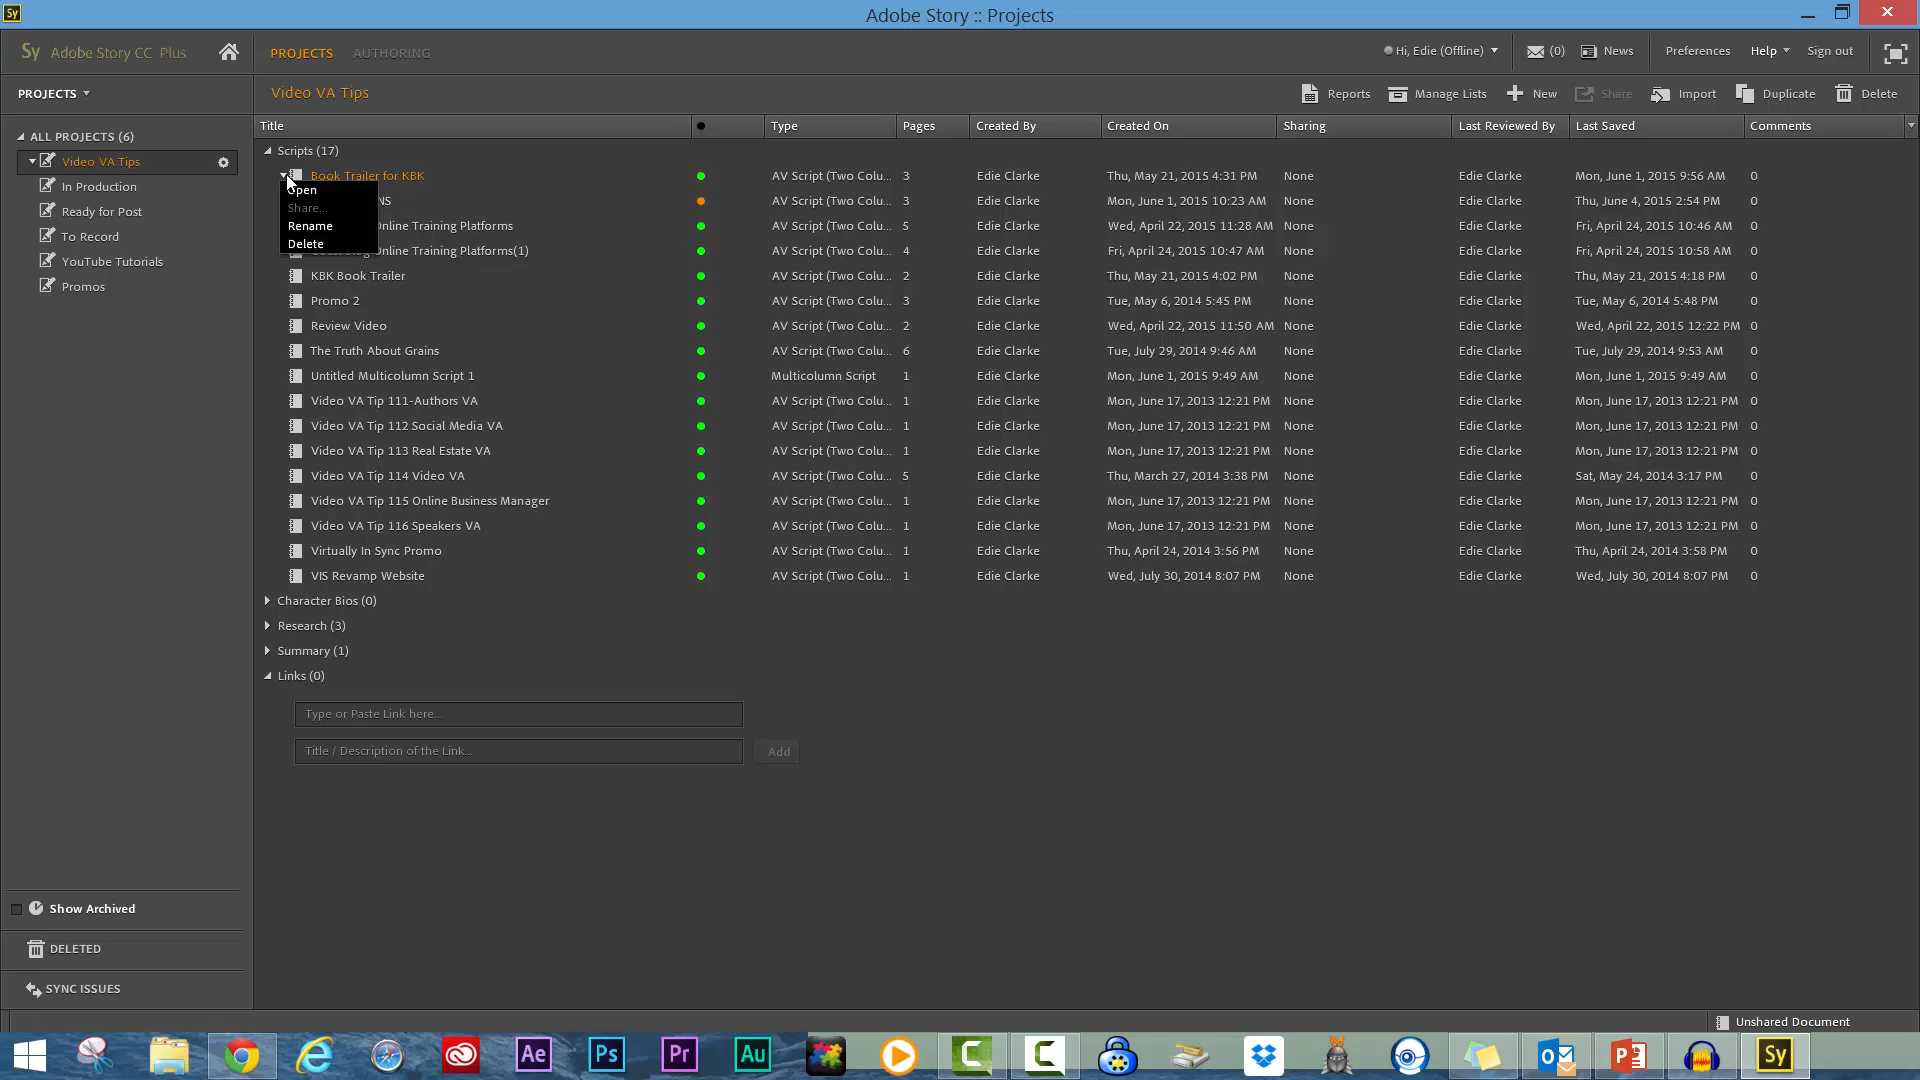 Sy Adobe Story :: Projects
Sy Adobe Story CC Plus PROJECTS AUTHORING Hi, Edie (Offline) (0) News Preferences Help Sign out
PROJECTS Video VA Tips Reports Manage Lists New Share Import Duplicate Delete
Title Type Pages Created By Created On Sharing Last Reviewed By Last Saved Comments
ALL PROJECTS (6)
Video VA Tips
In Production
Ready for Post
To Record
YouTube Tutorials
Promos
Scripts (17)
Book Trailer for KBK AV Script (Two Colu... 3 Edie Clarke Thu, May 21, 2015 4:31 PM None Edie Clarke Mon, June 1, 2015 9:56 AM 0
Open
Share...
Rename
Delete
NS AV Script (Two Colu... 3 Edie Clarke Mon, June 1, 2015 10:23 AM None Edie Clarke Thu, June 4, 2015 2:54 PM 0
Online Training Platforms AV Script (Two Colu... 5 Edie Clarke Wed, April 22, 2015 11:28 AM None Edie Clarke Fri, April 24, 2015 10:46 AM 0
Online Training Platforms(1) AV Script (Two Colu... 4 Edie Clarke Fri, April 24, 2015 10:47 AM None Edie Clarke Fri, April 24, 2015 10:58 AM 0
KBK Book Trailer AV Script (Two Colu... 2 Edie Clarke Thu, May 21, 2015 4:02 PM None Edie Clarke Thu, May 21, 2015 4:18 PM 0
Promo 2 AV Script (Two Colu... 3 Edie Clarke Tue, May 6, 2014 5:45 PM None Edie Clarke Tue, May 6, 2014 5:48 PM 0
Review Video AV Script (Two Colu... 2 Edie Clarke Wed, April 22, 2015 11:50 AM None Edie Clarke Wed, April 22, 2015 12:22 PM 0
The Truth About Grains AV Script (Two Colu... 6 Edie Clarke Tue, July 29, 2014 9:46 AM None Edie Clarke Tue, July 29, 2014 9:53 AM 0
Untitled Multicolumn Script 1 Multicolumn Script 1 Edie Clarke Mon, June 1, 2015 9:49 AM None Edie Clarke Mon, June 1, 2015 9:49 AM 0
Video VA Tip 111-Authors VA AV Script (Two Colu... 1 Edie Clarke Mon, June 17, 2013 12:21 PM None Edie Clarke Mon, June 17, 2013 12:21 PM 0
Video VA Tip 112 Social Media VA AV Script (Two Colu... 1 Edie Clarke Mon, June 17, 2013 12:21 PM None Edie Clarke Mon, June 17, 2013 12:21 PM 0
Video VA Tip 113 Real Estate VA AV Script (Two Colu... 1 Edie Clarke Mon, June 17, 2013 12:21 PM None Edie Clarke Mon, June 17, 2013 12:21 PM 0
Video VA Tip 114 Video VA AV Script (Two Colu... 5 Edie Clarke Thu, March 27, 2014 3:38 PM None Edie Clarke Sat, May 24, 2014 3:17 PM 0
Video VA Tip 115 Online Business Manager AV Script (Two Colu... 1 Edie Clarke Mon, June 17, 2013 12:21 PM None Edie Clarke Mon, June 17, 2013 12:21 PM 0
Video VA Tip 116 Speakers VA AV Script (Two Colu... 1 Edie Clarke Mon, June 17, 2013 12:21 PM None Edie Clarke Mon, June 17, 2013 12:21 PM 0
Virtually In Sync Promo AV Script (Two Colu... 1 Edie Clarke Thu, April 24, 2014 3:56 PM None Edie Clarke Thu, April 24, 2014 3:58 PM 0
VIS Revamp Website AV Script (Two Colu... 1 Edie Clarke Wed, July 30, 2014 8:07 PM None Edie Clarke Wed, July 30, 2014 8:07 PM 0
Character Bios (0)
Research (3)
Summary (1)
Links (0)
Type or Paste Link here...
Title / Description of the Link... Add
Show Archived
DELETED
SYNC ISSUES
Unshared Document
Ae Ps Pr Au Sy